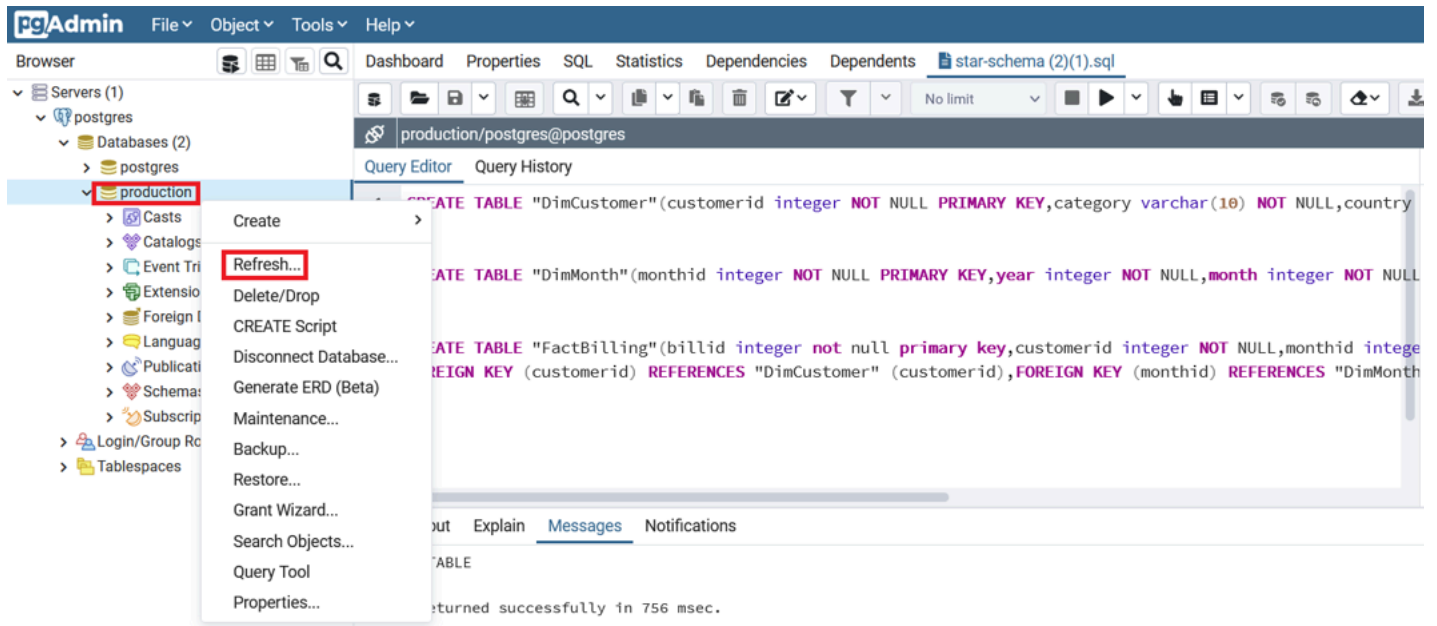 pgAdmin File Object Tools Help
Browser
Dashboard Properties SQL Statistics Dependencies Dependents star-schema (2)(1).sql
No limit
production/postgres@postgres
Query Editor Query History
Servers (1)
postgres
Databases (2)
postgres
production
Casts
Catalogs
Event Tri
Extensio
Foreign
Languag
Publicati
Schemas
Subscrip
Login/Group Ro
Tablespaces
Create
Refresh...
Delete/Drop
CREATE Script
Disconnect Database...
Generate ERD (Beta)
Maintenance...
Backup...
Restore...
Grant Wizard...
Search Objects...
Query Tool
Properties...
CREATE TABLE "DimCustomer"(customerid integer NOT NULL PRIMARY KEY,category varchar(10) NOT NULL,country
EATE TABLE "DimMonth"(monthid integer NOT NULL PRIMARY KEY,year integer NOT NULL,month integer NOT NULL
EATE TABLE "FactBilling"(billid integer not null primary key,customerid integer NOT NULL,monthid intege
REIGN KEY (customerid) REFERENCES "DimCustomer" (customerid),FOREIGN KEY (monthid) REFERENCES "DimMonth
out Explain Messages Notifications
TABLE
eturned successfully in 756 msec.